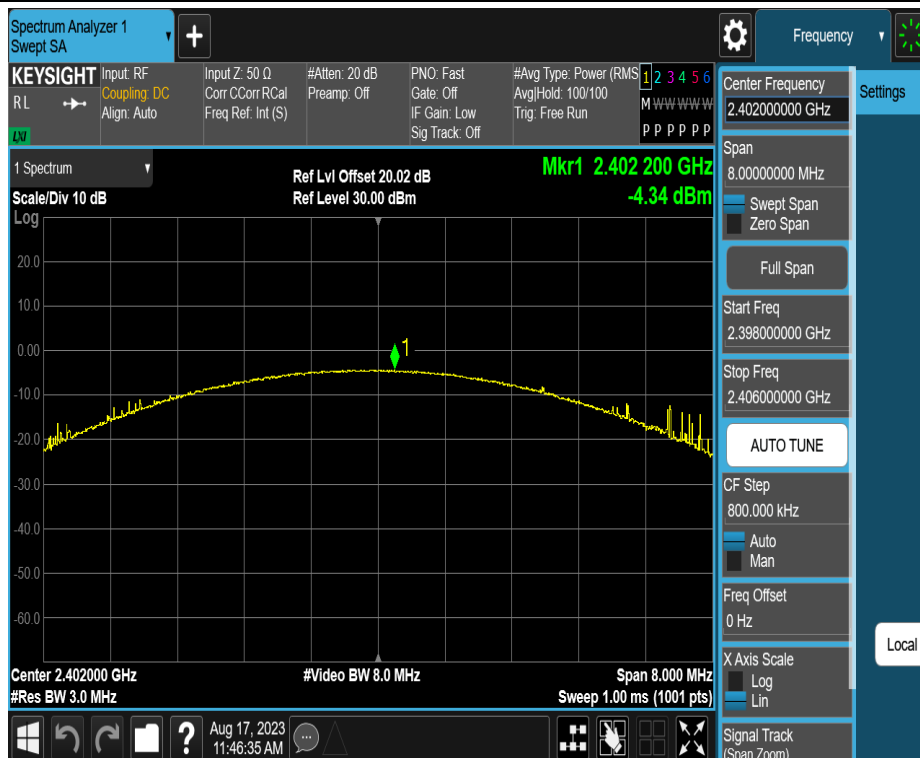 Spectrum Analyzer 1
Swept SA
+
Frequency
KEYSIGHT
RL
LXI
Input: RF
Coupling: DC
Align: Auto
Input Z: 50 Ω
Corr CCorr RCal
Freq Ref: Int (S)
#Atten: 20 dB
Preamp: Off
PNO: Fast
Gate: Off
IF Gain: Low
Sig Track: Off
#Avg Type: Power (RMS
Avg|Hold: 100/100
Trig: Free Run
1 2 3 4 5 6
M W W W W W
P P P P P P
1 Spectrum
Scale/Div 10 dB
Log
Ref Lvl Offset 20.02 dB
Ref Level 30.00 dBm
Mkr1 2.402 200 GHz
-4.34 dBm
20.0
10.0
0.00
-10.0
-20.0
-30.0
-40.0
-50.0
-60.0
1
Center 2.402000 GHz
#Res BW 3.0 MHz
#Video BW 8.0 MHz
Span 8.000 MHz
Sweep 1.00 ms (1001 pts)
Center Frequency
2.402000000 GHz
Span
8.00000000 MHz
Swept Span
Zero Span
Full Span
Start Freq
2.398000000 GHz
Stop Freq
2.406000000 GHz
AUTO TUNE
CF Step
800.000 kHz
Auto
Man
Freq Offset
0 Hz
X Axis Scale
Log
Lin
Signal Track
(Span Zoom)
Settings
Local
?
Aug 17, 2023
11:46:35 AM